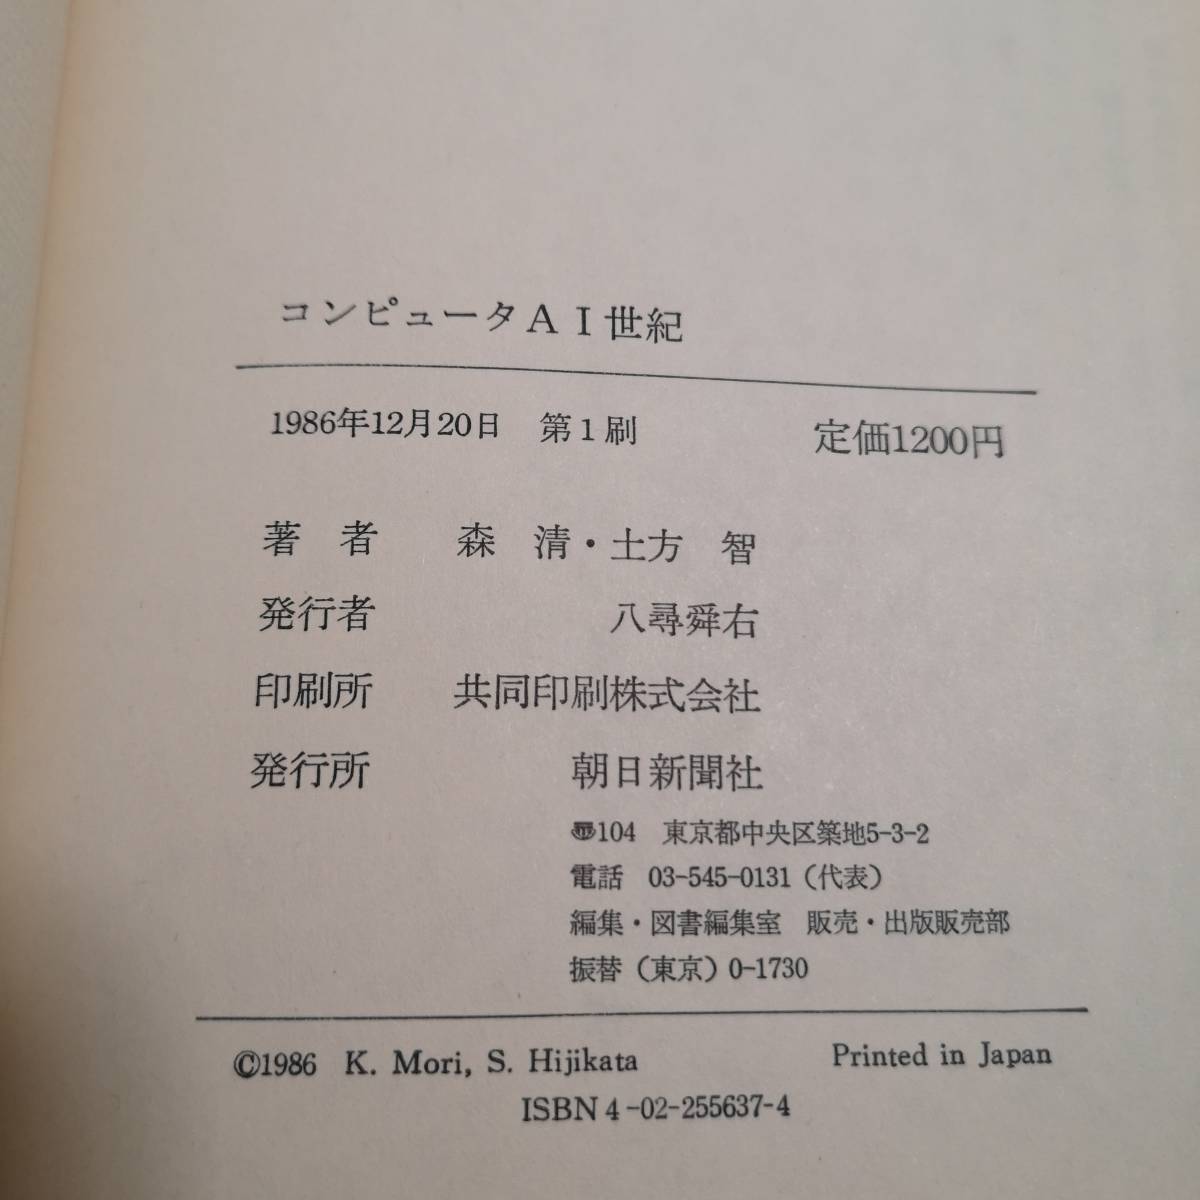 コンピュータＡＩ世紀
1986年12月20日　第１刷　定価1200円
著　者　森　清・土方　智
発行者　八尋舜右
印刷所　共同印刷株式会社
発行所　朝日新聞社
〠104　東京都中央区築地5-3-2
電話　03-545-0131（代表）
編集・図書編集室　販売・出版販売部
振替（東京）0-1730
©1986　K. Mori, S. Hijikata　Printed in Japan
ISBN 4-02-255637-4